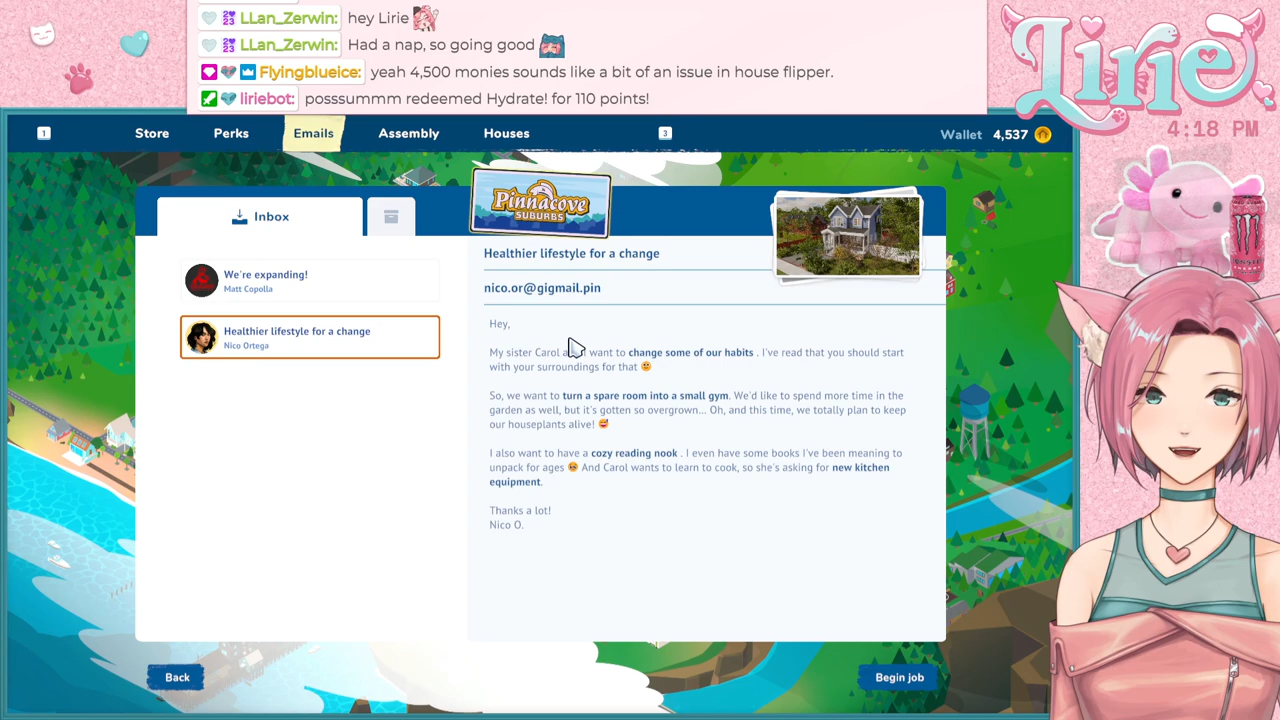 LLan_Zerwin: hey Lirie
LLan_Zerwin: Had a nap, so going good
Flyingblueice: yeah 4,500 monies sounds like a bit of an issue in house flipper.
liriebot: posssummm redeemed Hydrate! for 110 points!
Lirie
4:18 PM
1 Store Perks Emails Assembly Houses 3 Wallet 4,537
Inbox
We're expanding!
Matt Copolla
Healthier lifestyle for a change
Nico Ortega
Pinnacove
SUBURBS
Healthier lifestyle for a change
nico.or@gigmail.pin
Hey,
My sister Carol want to change some of our habits . I've read that you should start
with your surroundings for that
So, we want to turn a spare room into a small gym. We'd like to spend more time in the
garden as well, but it's gotten so overgrown... Oh, and this time, we totally plan to keep
our houseplants alive!
I also want to have a cozy reading nook . I even have some books I've been meaning to
unpack for ages And Carol wants to learn to cook, so she's asking for new kitchen
equipment.
Thanks a lot!
Nico O.
Back
Begin job